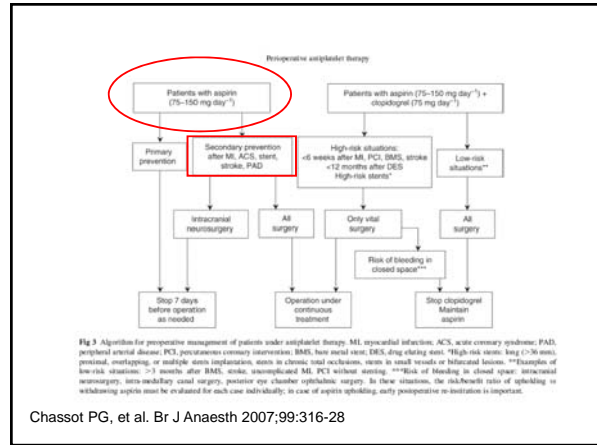 Perioperative antiplatelet therapy
Patients with aspirin
(75–150 mg day⁻¹)
Patients with aspirin (75–150 mg day⁻¹) +
clopidogrel (75 mg day⁻¹)
Primary
prevention
Secondary prevention
after MI, ACS, stent,
stroke, PAD
High-risk situations:
<6 weeks after MI, PCI, BMS, stroke
<12 months after DES
High-risk stents*
Low-risk
situations**
Intracranial
neurosurgery
All
surgery
Only vital
surgery
All
surgery
Risk of bleeding in
closed space***
Stop 7 days
before operation
as needed
Operation under
continuous
treatment
Stop clopidogrel
Maintain
aspirin
Fig 3 Algorithm for preoperative management of patients under antiplatelet therapy. MI, myocardial infarction; ACS, acute coronary syndrome; PAD,
peripheral arterial disease; PCI, percutaneous coronary intervention; BMS, bare metal stent; DES, drug eluting stent. *High-risk stents: long (>36 mm),
proximal, overlapping, or multiple stents implantation, stents in chronic total occlusions, stents in small vessels or bifurcated lesions. **Examples of
low-risk situations: >3 months after BMS, stroke, uncomplicated MI, PCI without stenting. ***Risk of bleeding in closed space: intracranial
neurosurgery, intra-medullary canal surgery, posterior eye chamber ophthalmic surgery. In these situations, the risk/benefit ratio of upholding vs
withdrawing aspirin must be evaluated for each case individually; in case of aspirin upholding, early postoperative re-institution is important.
Chassot PG, et al. Br J Anaesth 2007;99:316-28